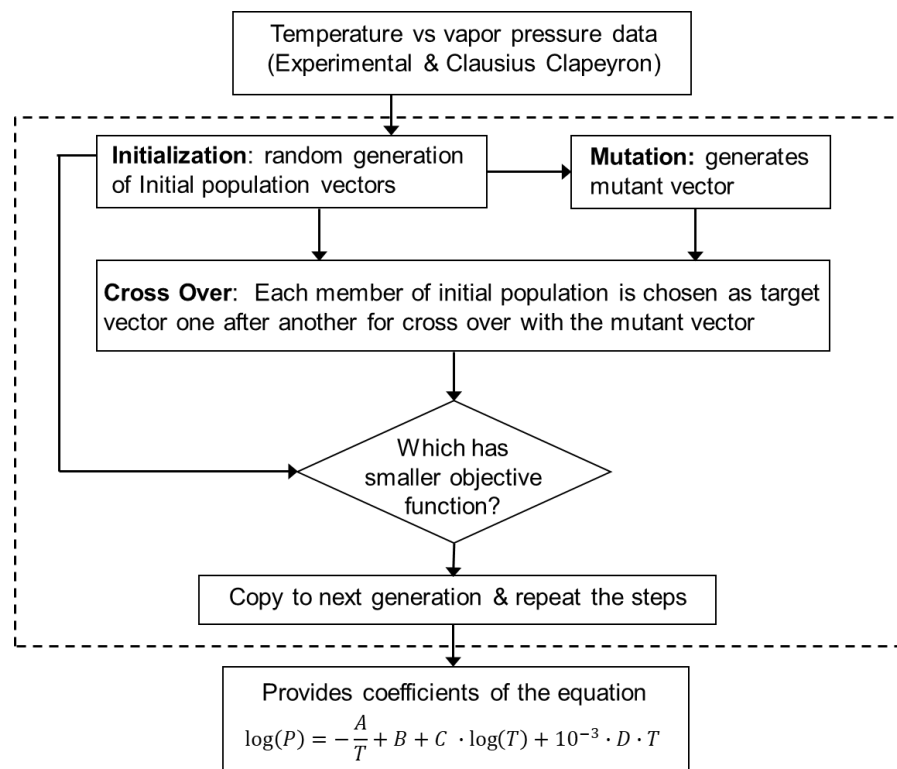 Temperature vs vapor pressure data
(Experimental & Clausius Clapeyron)
Initialization: random generation
of Initial population vectors
Mutation: generates
mutant vector
Cross Over:  Each member of initial population is chosen as target
vector one after another for cross over with the mutant vector
Which has
smaller objective
function?
Copy to next generation & repeat the steps
Provides coefficients of the equation
log(P) = −A/T + B + C · log(T) + 10⁻³ · D · T